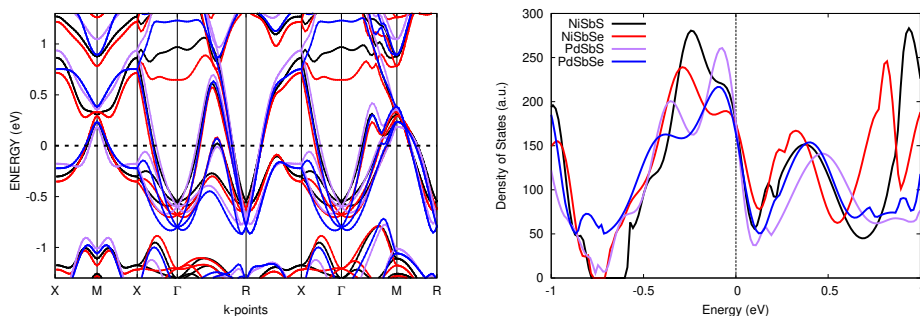 ENERGY (eV)
1
0.5
0
-0.5
-1
X M X Γ R X Γ M R
k-points
NiSbS
NiSbSe
PdSbS
PdSbSe
Density of States (a.u.)
300
250
200
150
100
50
0
-1 -0.5 0 0.5 1
Energy (eV)